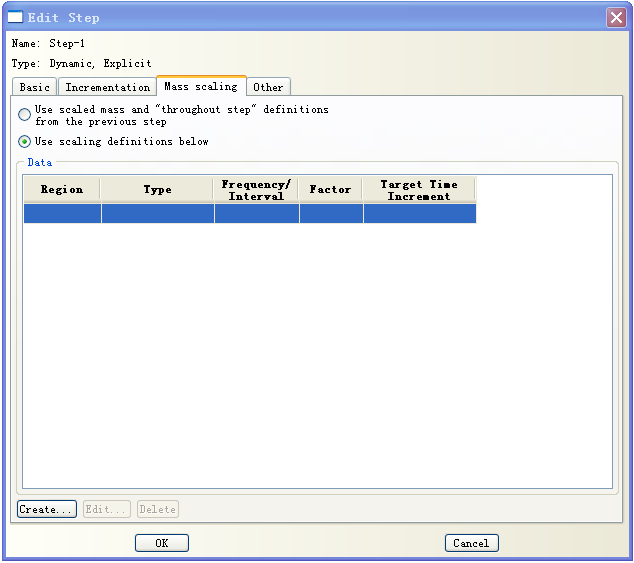 Edit Step
Name: Step-1
Type: Dynamic, Explicit
Basic Incrementation Mass scaling Other
Use scaled mass and "throughout step" definitions
from the previous step
Use scaling definitions below
Data
Region Type Frequency/ Factor Target Time
Interval Increment
Create... Edit... Delete
OK Cancel